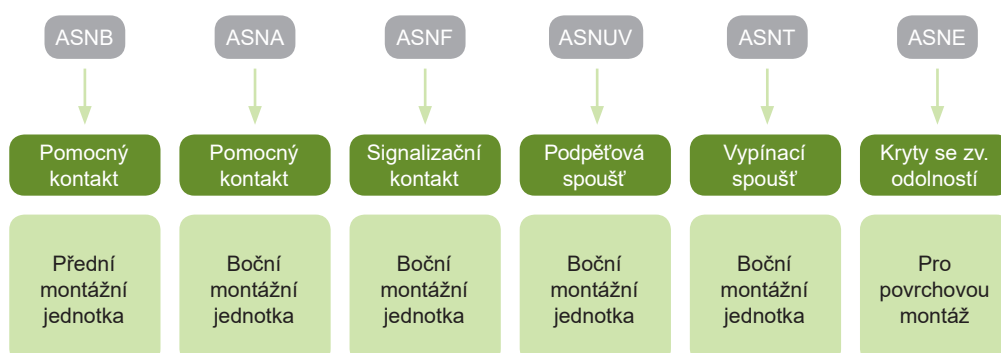 ASNB
ASNA
ASNF
ASNUV
ASNT
ASNE
Pomocný
kontakt
Pomocný
kontakt
Signalizační
kontakt
Podpěťová
spoušť
Vypínací
spoušť
Kryty se zv.
odolností
Přední
montážní
jednotka
Boční
montážní
jednotka
Boční
montážní
jednotka
Boční
montážní
jednotka
Boční
montážní
jednotka
Pro
povrchovou
montáž